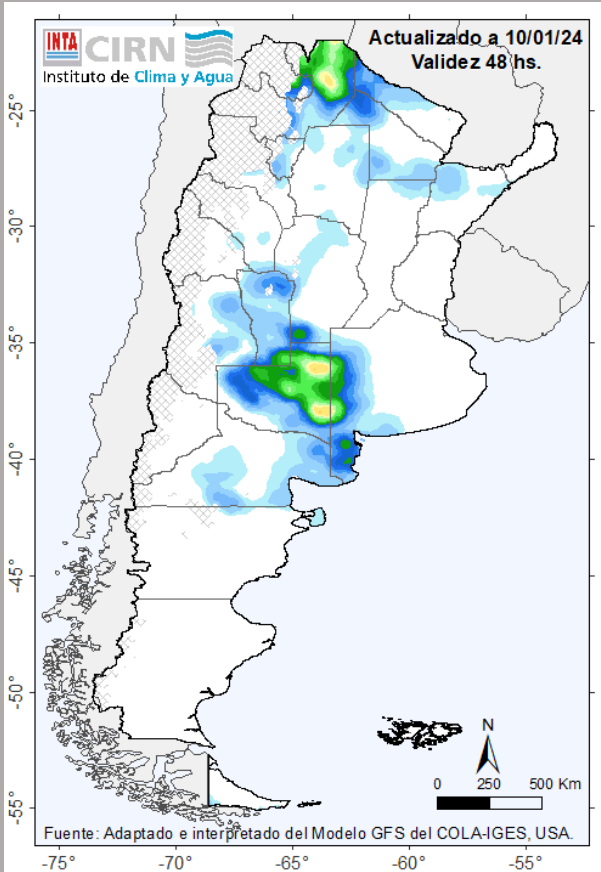 INTA CIRN
Instituto de Clima y Agua
Actualizado a 10/01/24
Validez 48 hs.
-25°
-30°
-35°
-40°
-45°
-50°
-55°
N
0 250 500 Km
Fuente: Adaptado e interpretado del Modelo GFS del COLA-IGES, USA.
-75° -70° -65° -60° -55°